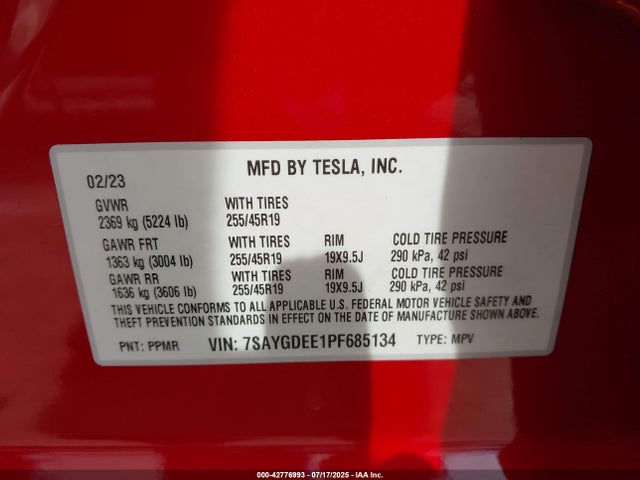 MFD BY TESLA, INC.
02/23
GVWR WITH TIRES
2369 kg (5224 lb) 255/45R19
GAWR FRT WITH TIRES RIM COLD TIRE PRESSURE
1363 kg (3004 lb) 255/45R19 19X9.5J 290 kPa, 42 psi
GAWR RR WITH TIRES RIM COLD TIRE PRESSURE
1636 kg (3606 lb) 255/45R19 19X9.5J 290 kPa, 42 psi
THIS VEHICLE CONFORMS TO ALL APPLICABLE U.S. FEDERAL MOTOR VEHICLE SAFETY AND
THEFT PREVENTION STANDARDS IN EFFECT ON THE DATE OF MANUFACTURE SHOWN ABOVE.
PNT: PPMR VIN: 7SAYGDEE1PF685134 TYPE: MPV
000-42776993 - 07/17/2025 - IAA Inc.